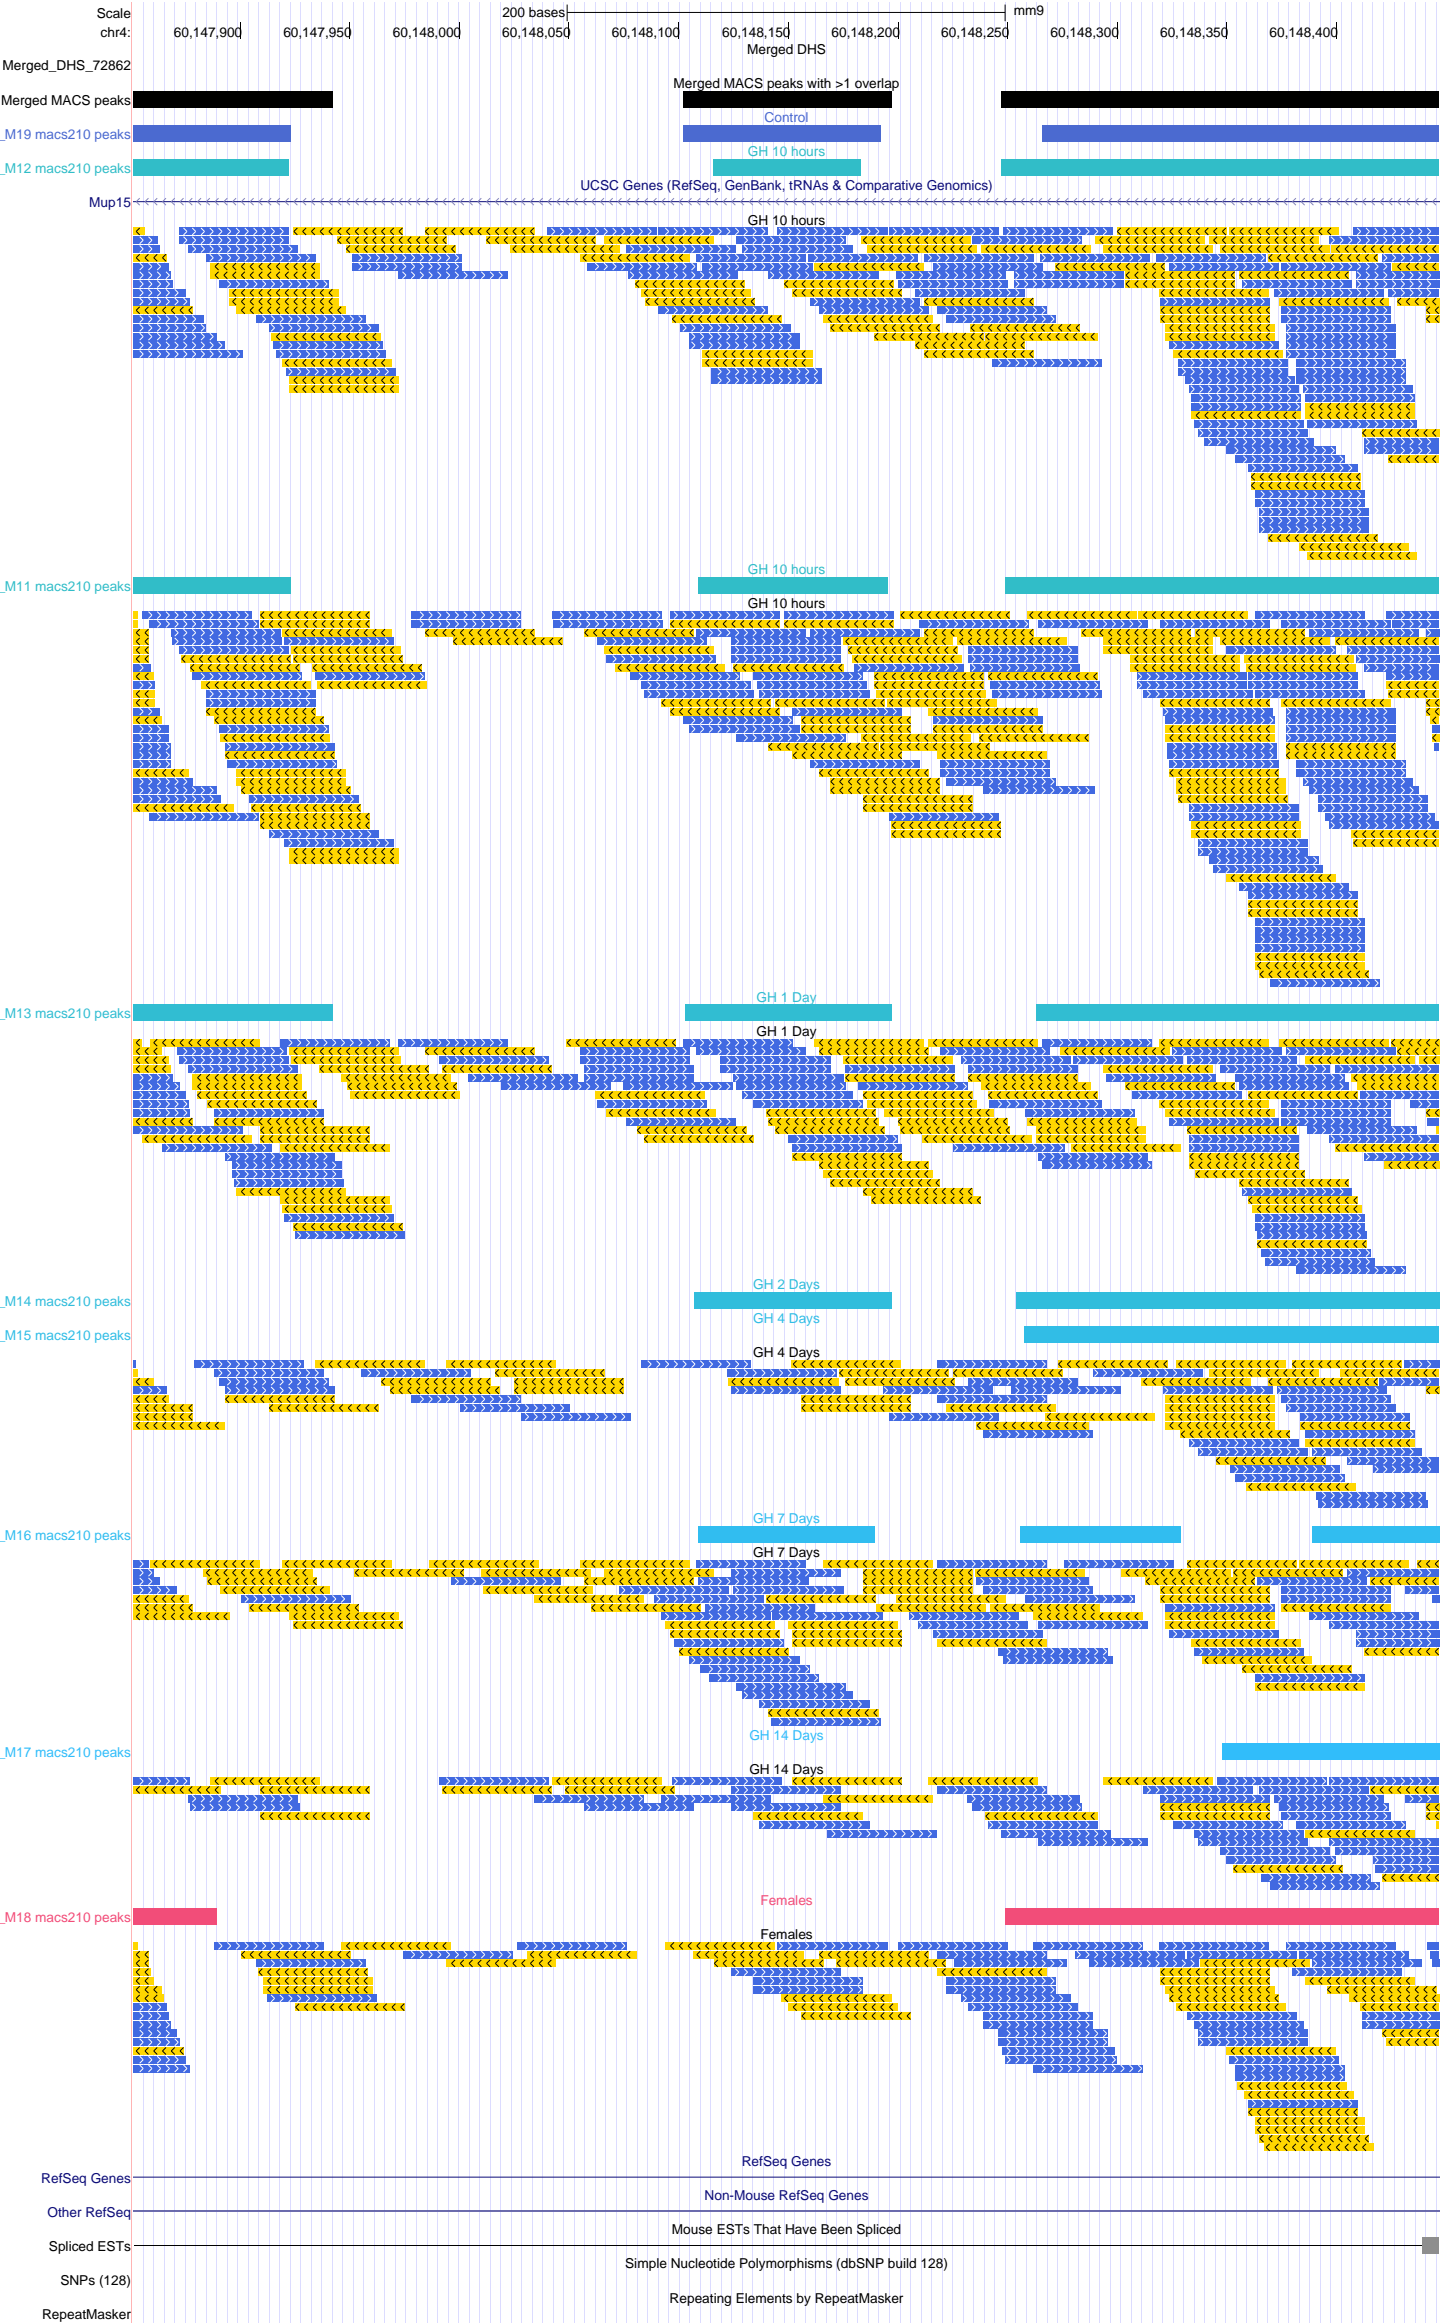 Scale 200 bases mm9
chr4: 60,147,900 60,147,950 60,148,000 60,148,050 60,148,100 60,148,150 60,148,200 60,148,250 60,148,300 60,148,350 60,148,400
Merged DHS
Merged_DHS_72862
Merged MACS peaks with >1 overlap
Merged MACS peaks
Control
_M19 macs210 peaks
GH 10 hours
_M12 macs210 peaks
UCSC Genes (RefSeq, GenBank, tRNAs & Comparative Genomics)
Mup15
GH 10 hours
GH 10 hours
_M11 macs210 peaks
GH 10 hours
GH 1 Day
_M13 macs210 peaks
GH 1 Day
GH 2 Days
_M14 macs210 peaks
GH 4 Days
_M15 macs210 peaks
GH 4 Days
GH 7 Days
_M16 macs210 peaks
GH 7 Days
GH 14 Days
_M17 macs210 peaks
GH 14 Days
Females
_M18 macs210 peaks
Females
RefSeq Genes
RefSeq Genes
Non-Mouse RefSeq Genes
Other RefSeq
Mouse ESTs That Have Been Spliced
Spliced ESTs
Simple Nucleotide Polymorphisms (dbSNP build 128)
SNPs (128)
Repeating Elements by RepeatMasker
RepeatMasker